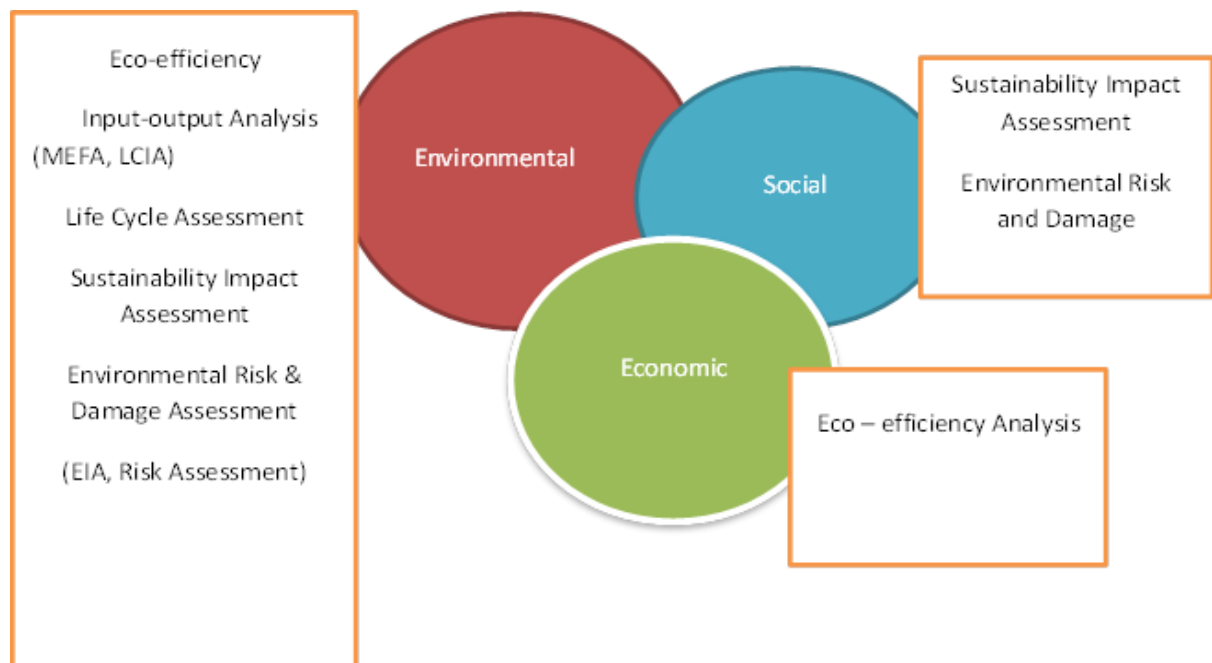 Eco-efficiency
Input-output Analysis
(MEFA, LCIA)
Life Cycle Assessment
Sustainability Impact
Assessment
Environmental Risk &
Damage Assessment
(EIA, Risk Assessment)
Environmental
Social
Economic
Sustainability Impact
Assessment
Environmental Risk
and Damage
Eco – efficiency Analysis